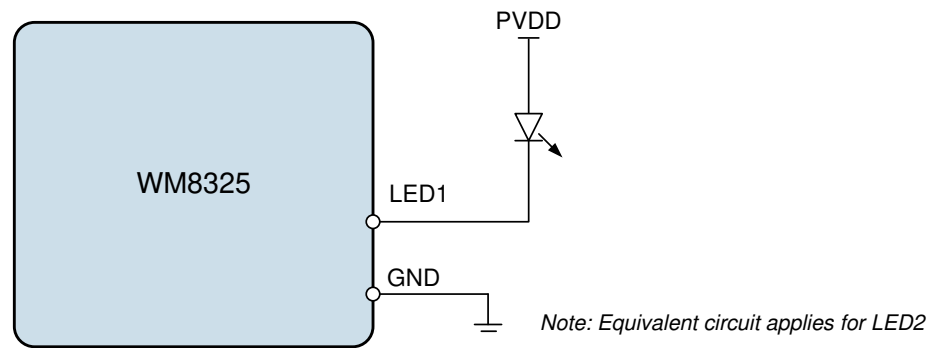 PVDD
WM8325
LED1
GND
Note: Equivalent circuit applies for LED2